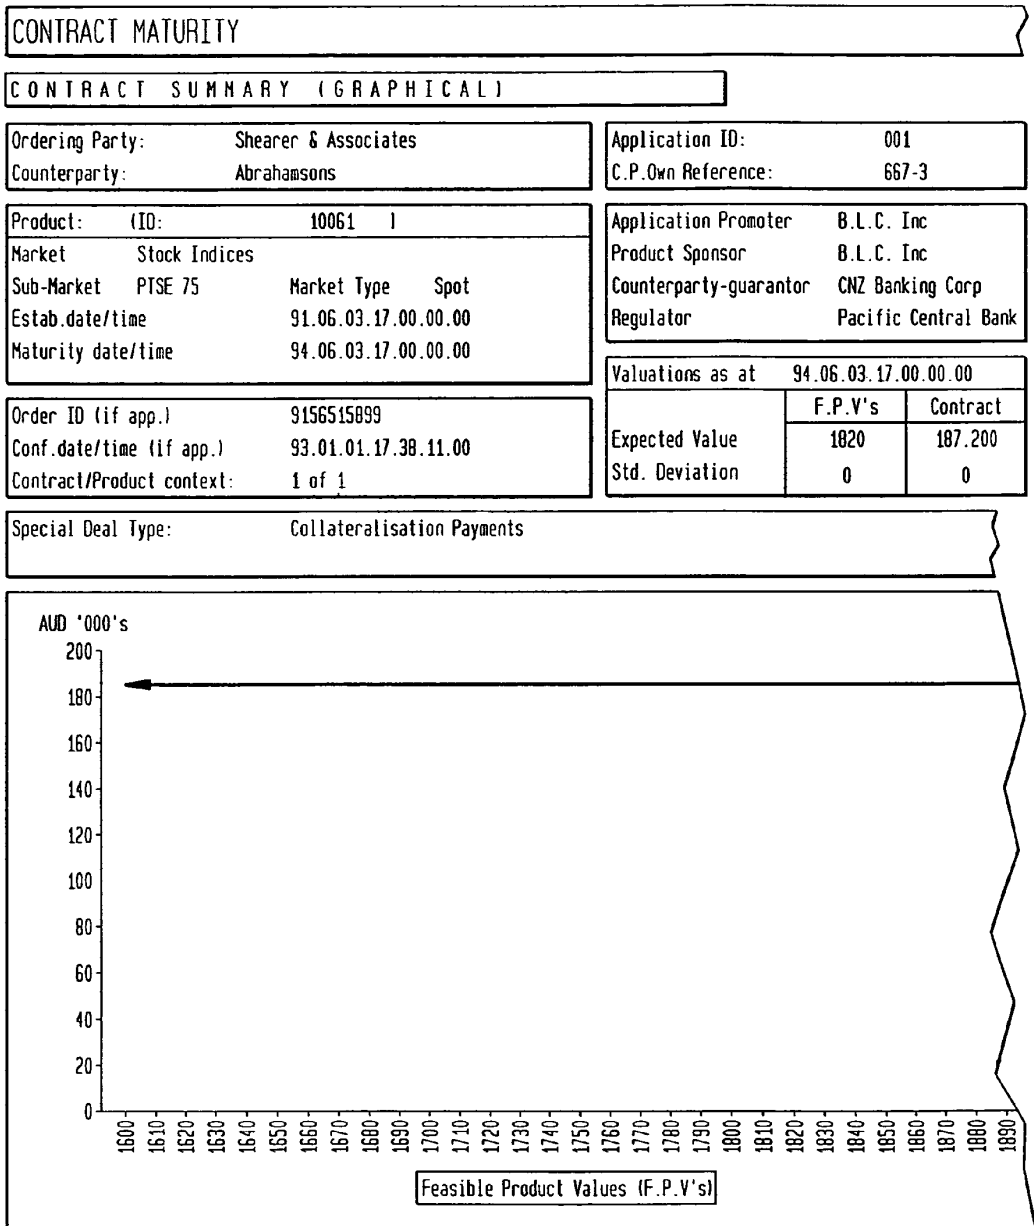 CONTRACT MATURITY
CONTRACT SUMMARY (GRAPHICAL)
Ordering Party: Shearer & Associates
Counterparty: Abrahamsons
Application ID: 001
C.P.Own Reference: 667-3
Product: (ID: 10061 )
Market Stock Indices
Sub-Market PTSE 75 Market Type Spot
Estab.date/time 91.06.03.17.00.00.00
Maturity date/time 94.06.03.17.00.00.00
Application Promoter B.L.C. Inc
Product Sponsor B.L.C. Inc
Counterparty-guarantor CNZ Banking Corp
Regulator Pacific Central Bank
Order ID (if app.) 9156515899
Conf.date/time (if app.) 93.01.01.17.38.11.00
Contract/Product context: 1 of 1
Valuations as at 94.06.03.17.00.00.00
F.P.V's Contract
Expected Value 1820 187.200
Std. Deviation 0 0
Special Deal Type: Collateralisation Payments
AUD '000's
200
180
160
140
120
100
80
60
40
20
0
1600 1610 1620 1630 1640 1650 1660 1670 1680 1690 1700 1710 1720 1730 1740 1750 1760 1770 1780 1790 1800 1810 1820 1830 1840 1850 1860 1870 1880 1890
Feasible Product Values (F.P.V's)